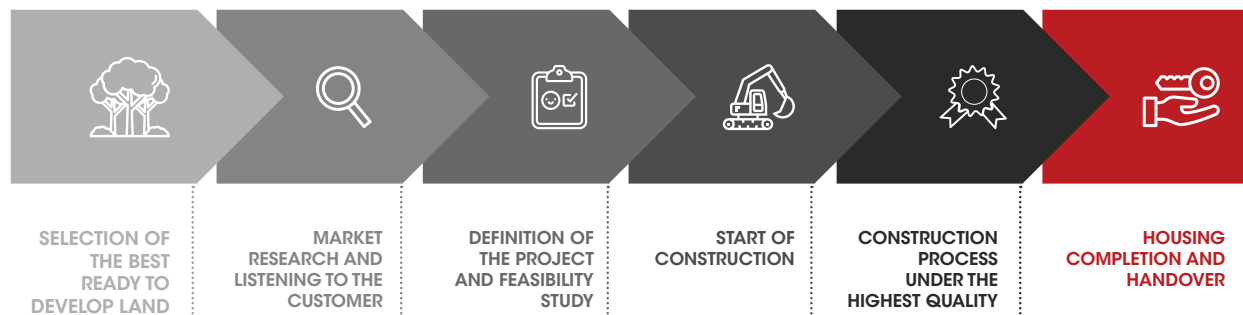 SELECTION OF
THE BEST
READY TO
DEVELOP LAND
MARKET
RESEARCH AND
LISTENING TO THE
CUSTOMER
DEFINITION OF
THE PROJECT
AND FEASIBILITY
STUDY
START OF
CONSTRUCTION
CONSTRUCTION
PROCESS
UNDER THE
HIGHEST QUALITY
HOUSING
COMPLETION AND
HANDOVER